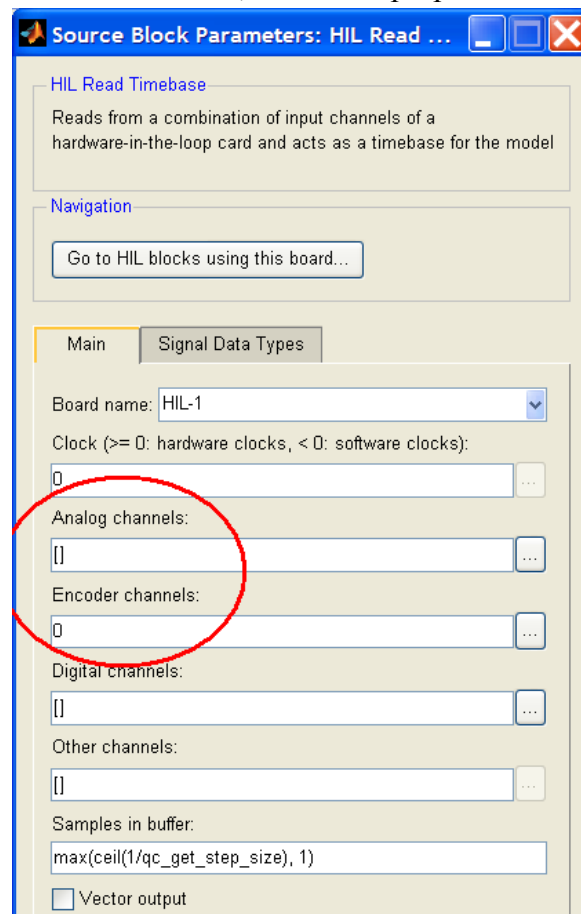 Source Block Parameters: HIL Read ...
HIL Read Timebase
Reads from a combination of input channels of a
hardware-in-the-loop card and acts as a timebase for the model
Navigation
Go to HIL blocks using this board...
Main Signal Data Types
Board name: HIL-1
Clock (>= 0: hardware clocks, < 0: software clocks):
0 ...
Analog channels:
[] ...
Encoder channels:
0 ...
Digital channels:
[] ...
Other channels:
[] ...
Samples in buffer:
max(ceil(1/qc_get_step_size), 1)
Vector output